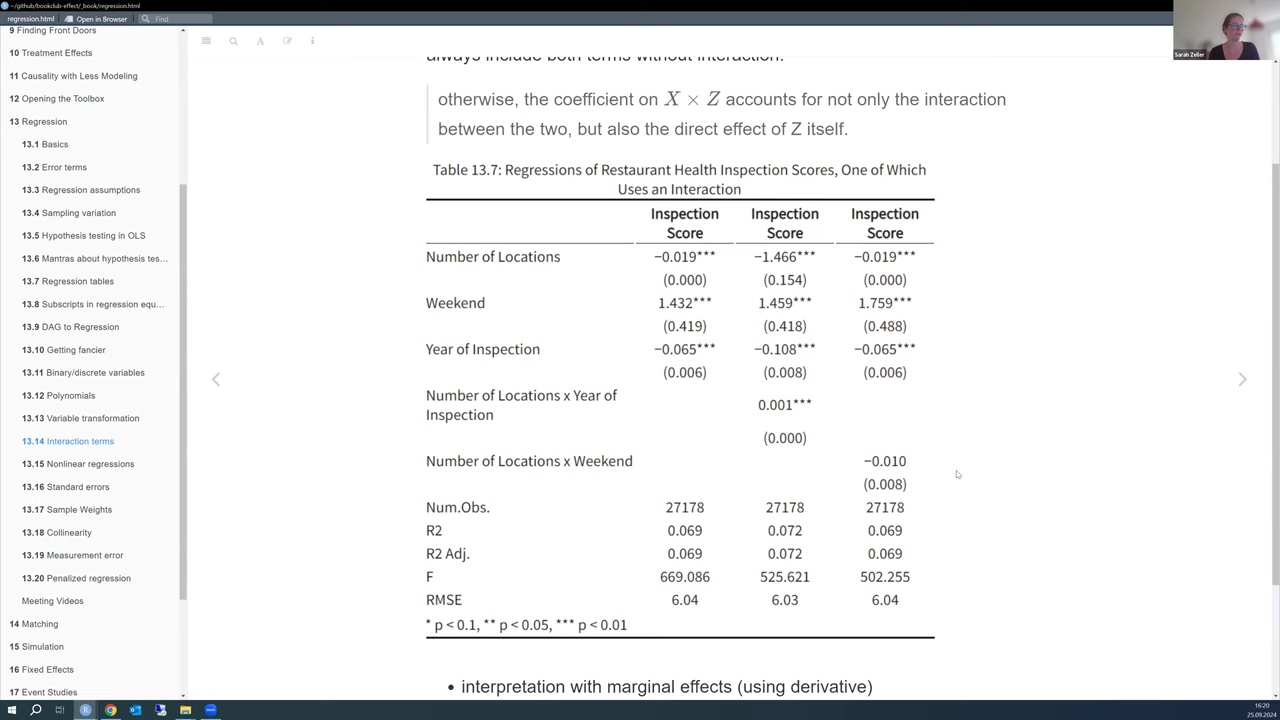 ~/github/bookclub-effect/_book/regression.html
regression.html Open in Browser Find
9 Finding Front Doors
10 Treatment Effects
11 Causality with Less Modeling
12 Opening the Toolbox
13 Regression
13.1 Basics
13.2 Error terms
13.3 Regression assumptions
13.4 Sampling variation
13.5 Hypothesis testing in OLS
13.6 Mantras about hypothesis tes...
13.7 Regression tables
13.8 Subscripts in regression equ...
13.9 DAG to Regression
13.10 Getting fancier
13.11 Binary/discrete variables
13.12 Polynomials
13.13 Variable transformation
13.14 Interaction terms
13.15 Nonlinear regressions
13.16 Standard errors
13.17 Sample Weights
13.18 Collinearity
13.19 Measurement error
13.20 Penalized regression
Meeting Videos
14 Matching
15 Simulation
16 Fixed Effects
17 Event Studies
always include both terms without interaction.
otherwise, the coefficient on X × Z accounts for not only the interaction
between the two, but also the direct effect of Z itself.
Table 13.7: Regressions of Restaurant Health Inspection Scores, One of Which
Uses an Interaction
Inspection Inspection Inspection
Score Score Score
Number of Locations −0.019*** −1.466*** −0.019***
(0.000) (0.154) (0.000)
Weekend 1.432*** 1.459*** 1.759***
(0.419) (0.418) (0.488)
Year of Inspection −0.065*** −0.108*** −0.065***
(0.006) (0.008) (0.006)
Number of Locations x Year of
Inspection 0.001***
(0.000)
Number of Locations x Weekend −0.010
(0.008)
Num.Obs. 27178 27178 27178
R2 0.069 0.072 0.069
R2 Adj. 0.069 0.072 0.069
F 669.086 525.621 502.255
RMSE 6.04 6.03 6.04
* p < 0.1, ** p < 0.05, *** p < 0.01
• interpretation with marginal effects (using derivative)
Sarah Zeller
16:20
25.09.2024